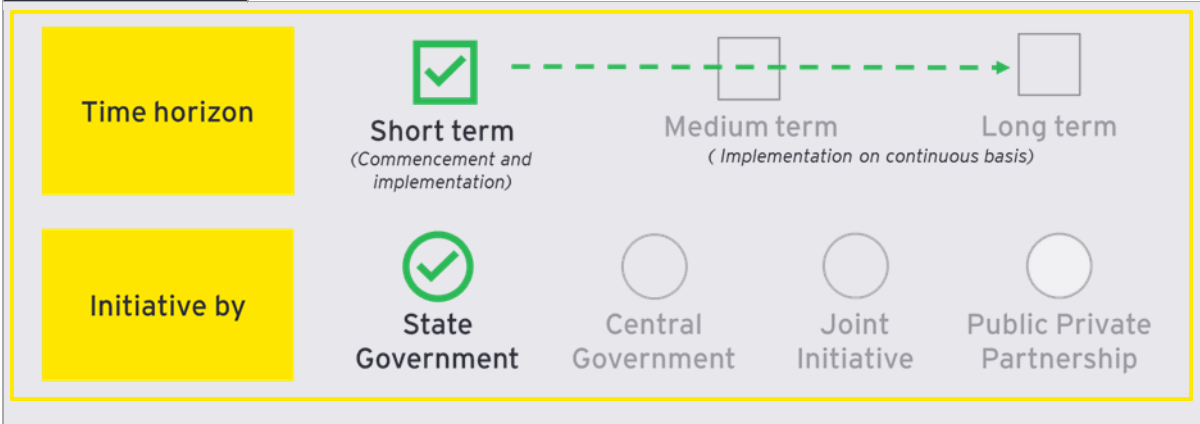 Time horizon
Short term
(Commencement and
implementation)
Medium term
Long term
( Implementation on continuous basis)
Initiative by
State
Government
Central
Government
Joint
Initiative
Public Private
Partnership